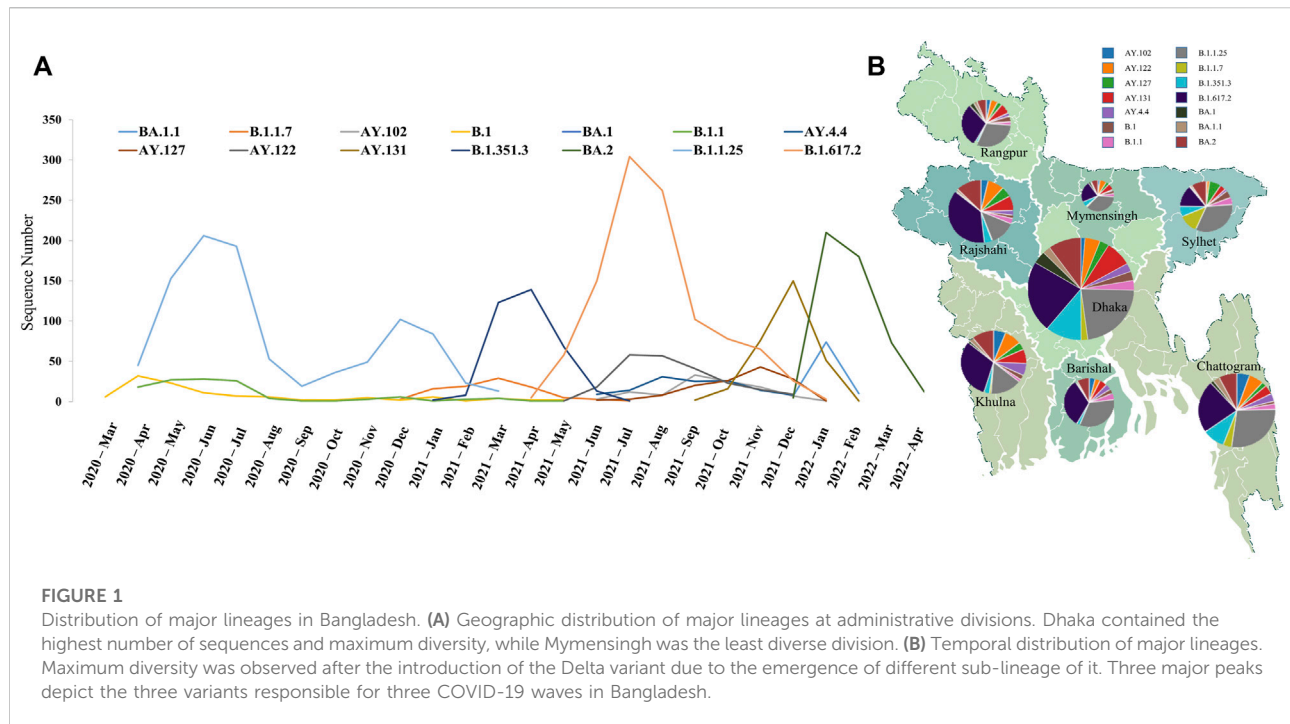 A
350
300
250
200
150
100
50
0
Sequence Number
BA.1.1 B.1.1.7 AY.102 B.1 BA.1 B.1.1 AY.4.4
AY.127 AY.122 AY.131 B.1.351.3 BA.2 B.1.1.25 B.1.617.2
2020 – Mar
2020 – Apr
2020 – May
2020 – Jun
2020 – Jul
2020 – Aug
2020 – Sep
2020 – Oct
2020 – Nov
2020 – Dec
2021 – Jan
2021 – Feb
2021 – Mar
2021 – Apr
2021 – May
2021 – Jun
2021 – Jul
2021 – Aug
2021 – Sep
2021 – Oct
2021 – Nov
2021 – Dec
2022 – Jan
2022 – Feb
2022 – Mar
2022 – Apr
B
AY.102 B.1.1.25
AY.122 B.1.1.7
AY.127 B.1.351.3
AY.131 B.1.617.2
AY.4.4 BA.1
B.1 BA.1.1
B.1.1 BA.2
Rangpur
Mymensingh
Rajshahi
Sylhet
Dhaka
Khulna
Barishal
Chattogram
FIGURE 1
Distribution of major lineages in Bangladesh. (A) Geographic distribution of major lineages at administrative divisions. Dhaka contained the
highest number of sequences and maximum diversity, while Mymensingh was the least diverse division. (B) Temporal distribution of major lineages.
Maximum diversity was observed after the introduction of the Delta variant due to the emergence of different sub-lineage of it. Three major peaks
depict the three variants responsible for three COVID-19 waves in Bangladesh.